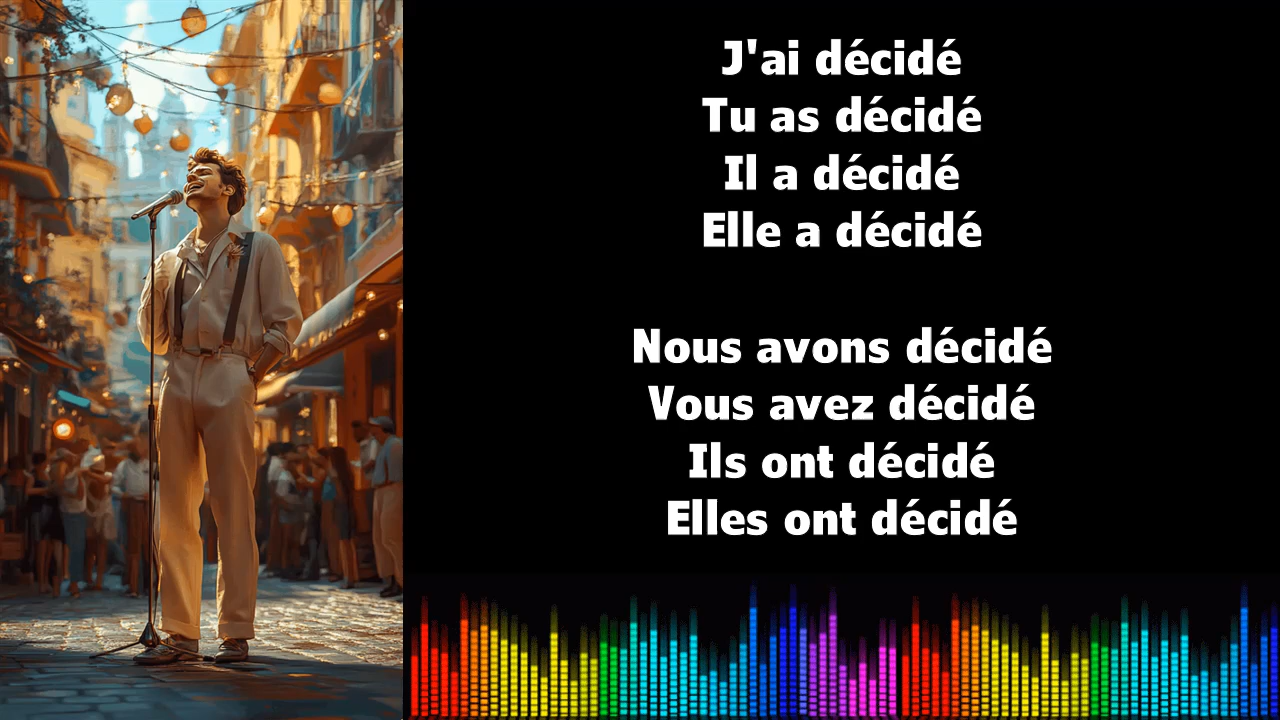 J'ai décidé
Tu as décidé
Il a décidé
Elle a décidé
Nous avons décidé
Vous avez décidé
Ils ont décidé
Elles ont décidé